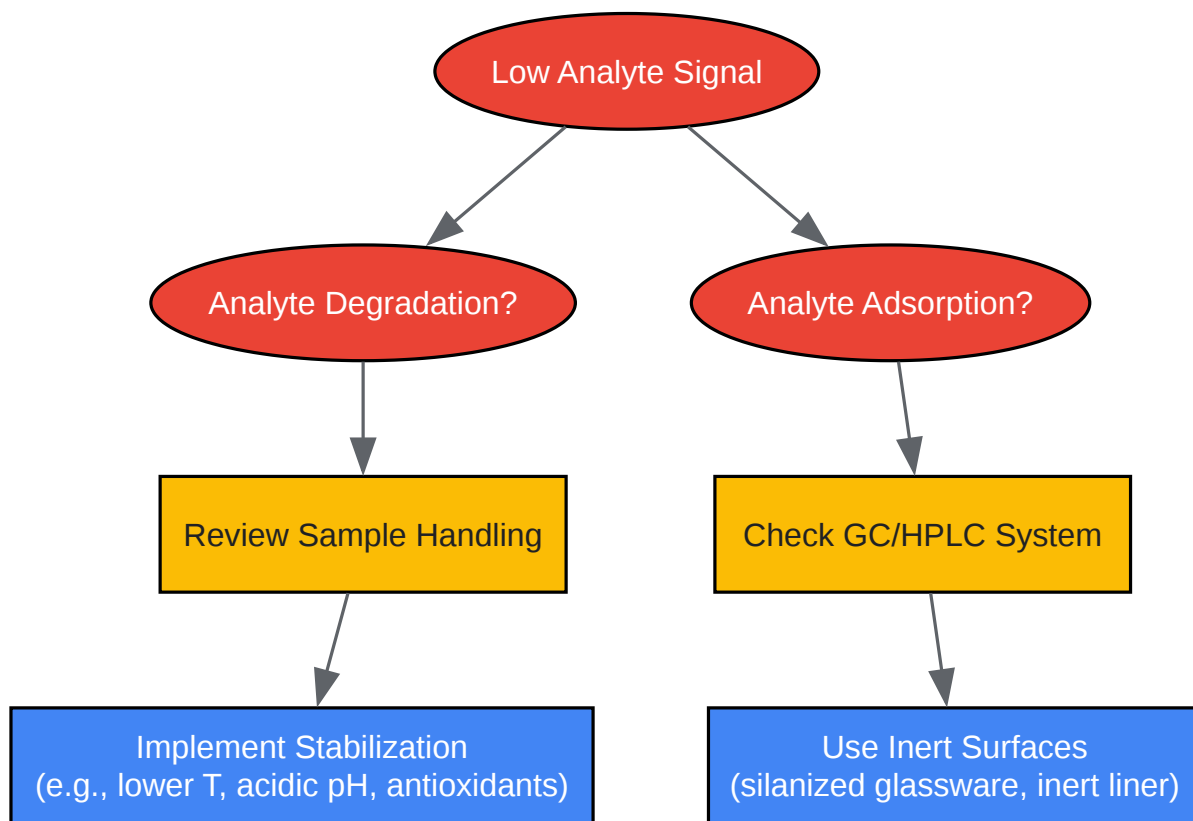 Low Analyte Signal
Analyte Degradation?
Analyte Adsorption?
Review Sample Handling
Check GC/HPLC System
Implement Stabilization
(e.g., lower T, acidic pH, antioxidants)
Use Inert Surfaces
(silanized glassware, inert liner)